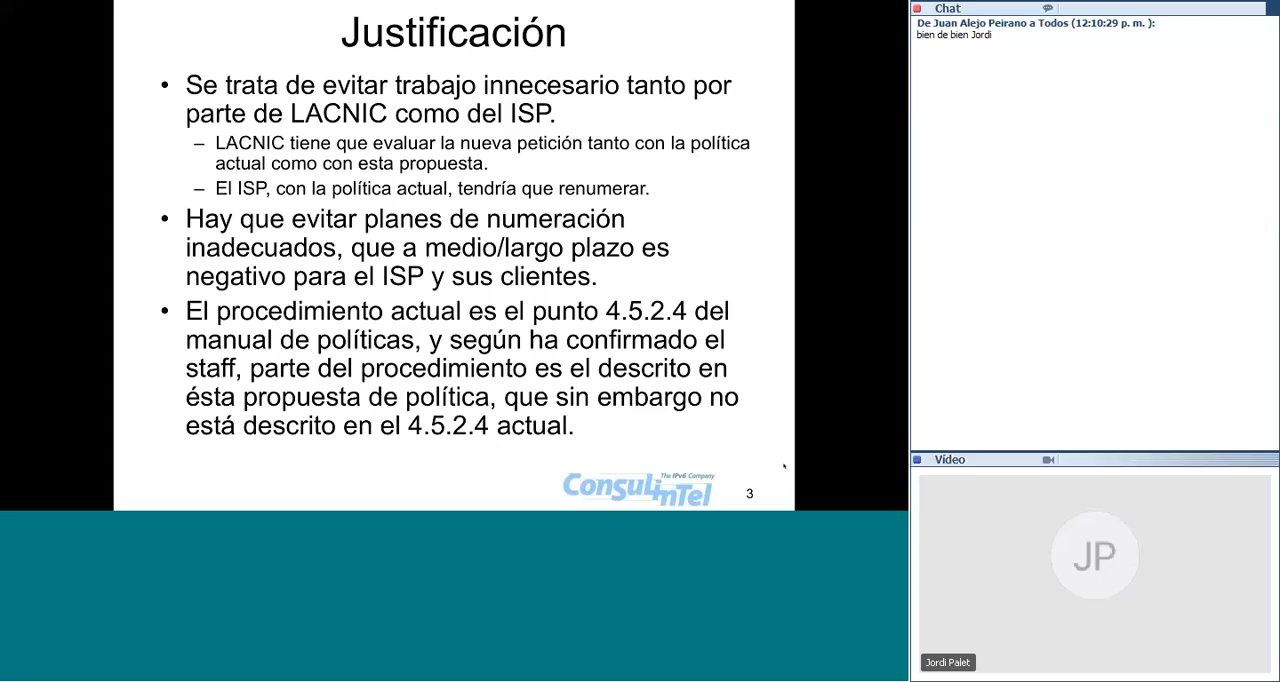 Justificación
• Se trata de evitar trabajo innecesario tanto por
parte de LACNIC como del ISP.
– LACNIC tiene que evaluar la nueva petición tanto con la política
actual como con esta propuesta.
– El ISP, con la política actual, tendría que renumerar.
• Hay que evitar planes de numeración
inadecuados, que a medio/largo plazo es
negativo para el ISP y sus clientes.
• El procedimiento actual es el punto 4.5.2.4 del
manual de políticas, y según ha confirmado el
staff, parte del procedimiento es el descrito en
ésta propuesta de política, que sin embargo no
está descrito en el 4.5.2.4 actual.
The IPv6 Company
Consulintel
3
Chat
De Juan Alejo Peirano a Todos (12:10:29 p. m. ):
bien de bien Jordi
Vídeo
JP
Jordi Palet